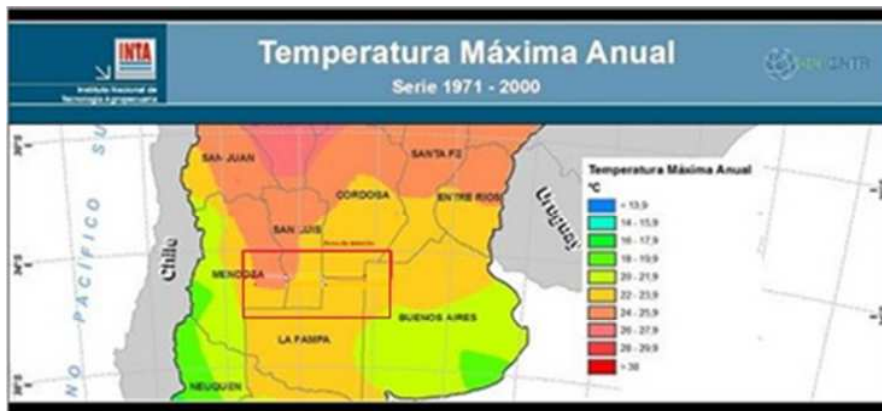 INTA
Instituto Nacional de
Tecnología Agropecuaria
Temperatura Máxima Anual
Serie 1971 - 2000
NO PACÍFICO SU
Chile
Uruguay
SAN JUAN
SANTA FE
CORDOBA
ENTRE RIOS
SAN LUIS
MENDOZA
BUENOS AIRES
LA PAMPA
NEUQUEN
Temperatura Máxima Anual
°C
< 13,9
14 - 15,9
16 - 17,9
18 - 19,9
20 - 21,9
22 - 23,9
24 - 25,9
26 - 27,9
28 - 29,9
> 30